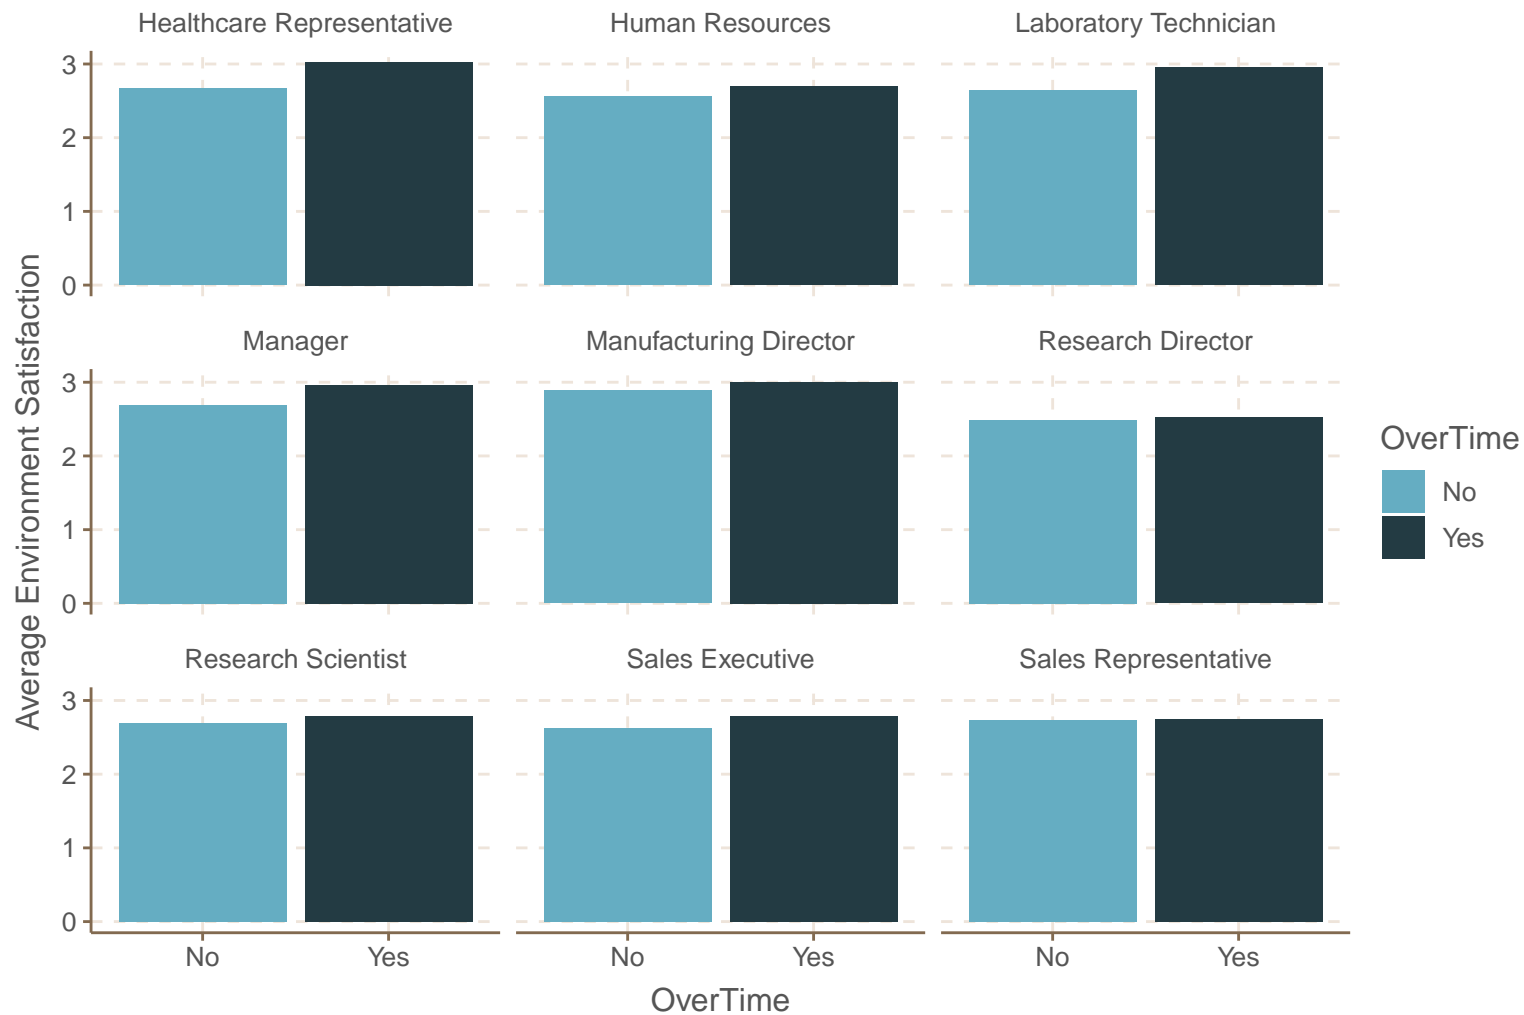 Healthcare Representative
Human Resources
Laboratory Technician
3
2
1
0
Manager
Manufacturing Director
Research Director
3
2
1
0
Research Scientist
Sales Executive
Sales Representative
3
2
1
0
No
Yes
No
Yes
No
Yes
OverTime
Average Environment Satisfaction
OverTime
No
Yes